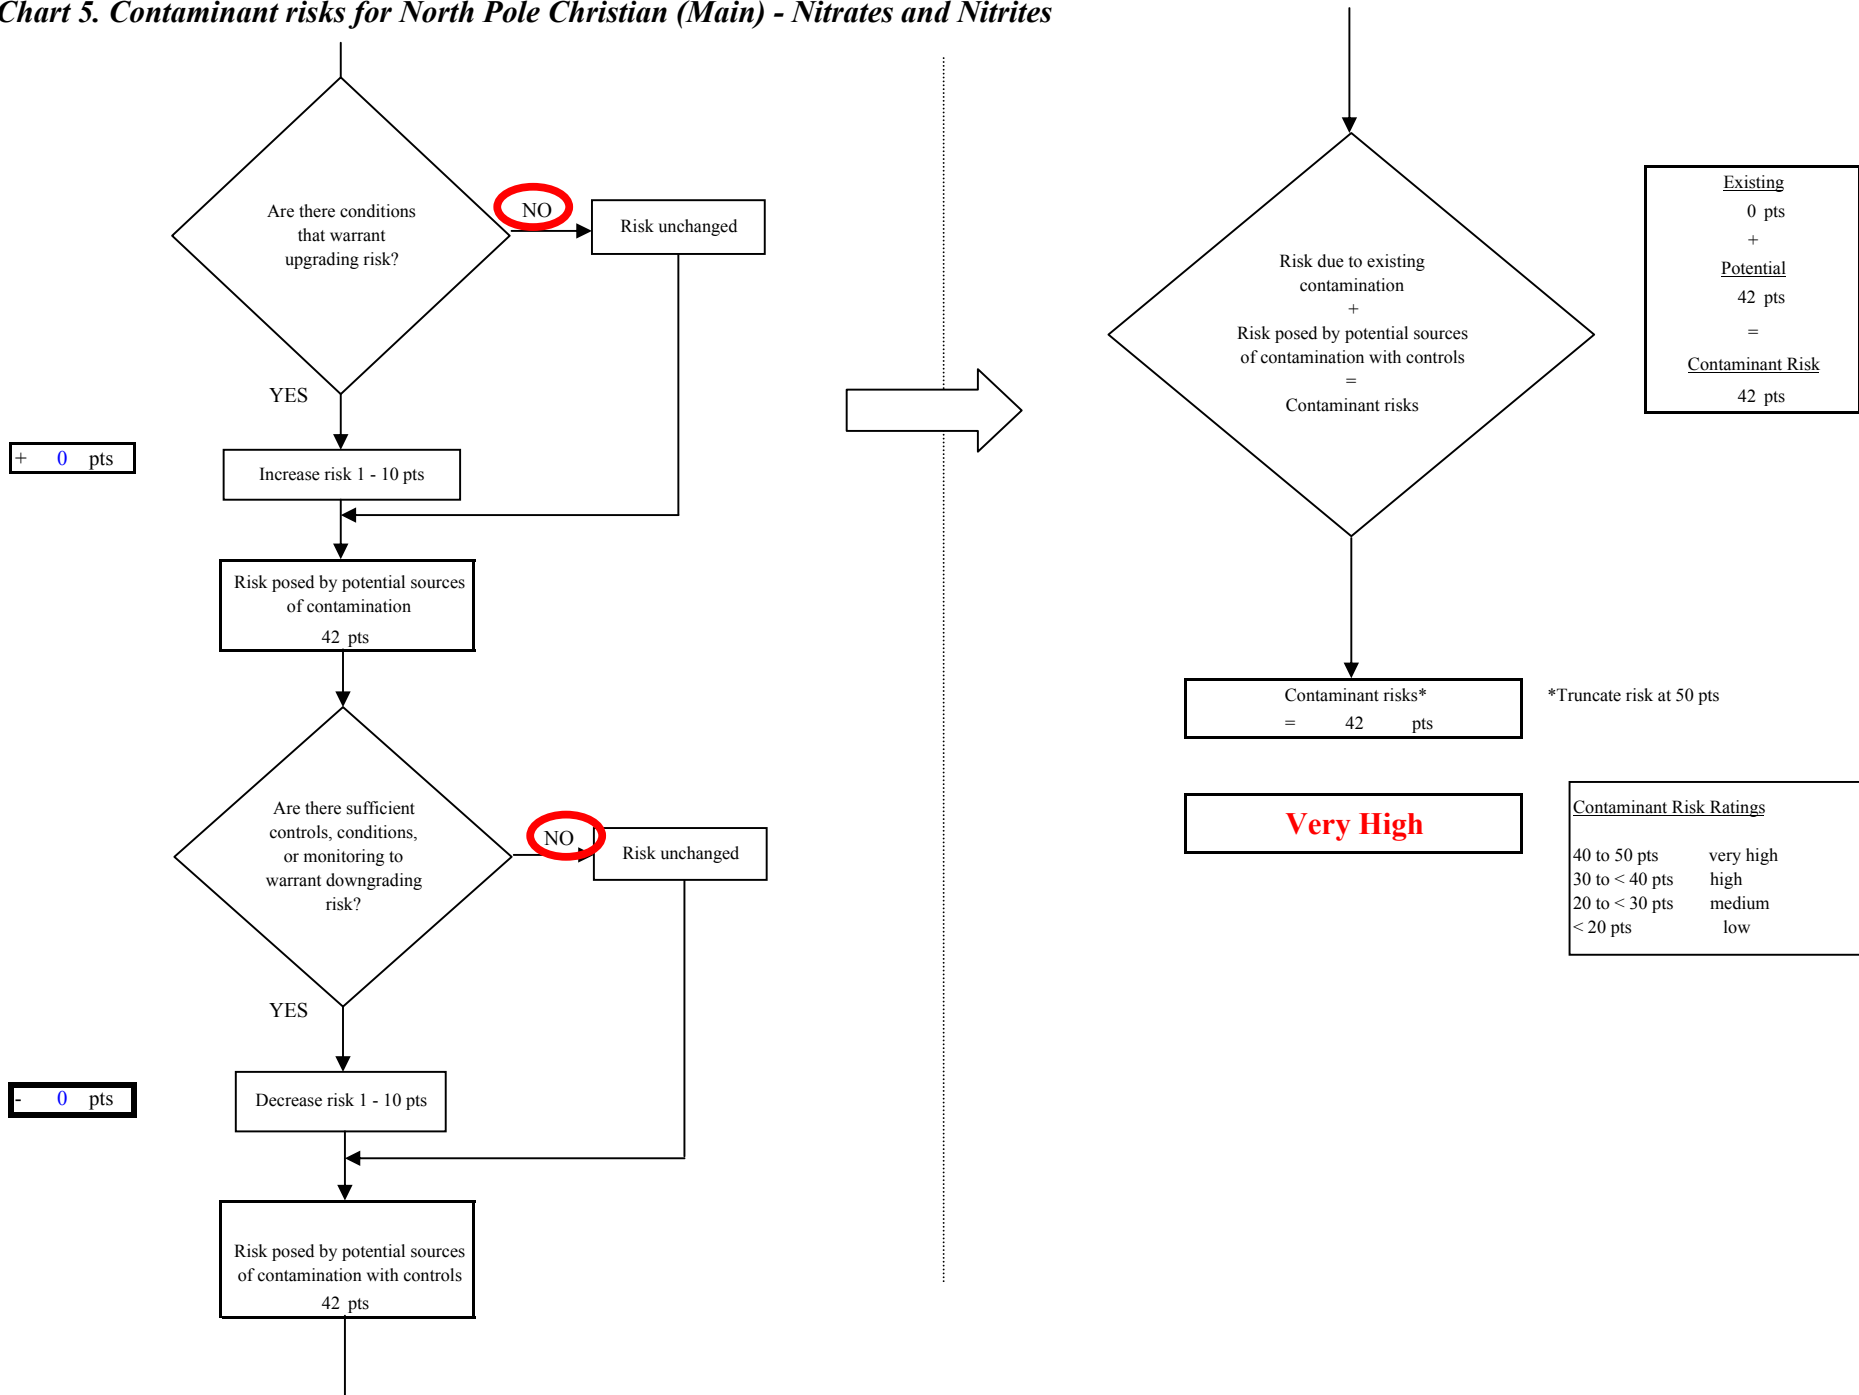 Chart 5. Contaminant risks for North Pole Christian (Main) - Nitrates and Nitrites
Are there conditions
that warrant
upgrading risk?
NO
Risk unchanged
YES
+ 0 pts
Increase risk 1 - 10 pts
Risk posed by potential sources
of contamination
42 pts
Are there sufficient
controls, conditions,
or monitoring to
warrant downgrading
risk?
NO
Risk unchanged
YES
- 0 pts
Decrease risk 1 - 10 pts
Risk posed by potential sources
of contamination with controls
42 pts
Risk due to existing
contamination
+
Risk posed by potential sources
of contamination with controls
=
Contaminant risks
Existing
0 pts
+
Potential
42 pts
=
Contaminant Risk
42 pts
Contaminant risks*
= 42 pts
*Truncate risk at 50 pts
Very High
Contaminant Risk Ratings
40 to 50 pts very high
30 to < 40 pts high
20 to < 30 pts medium
< 20 pts low